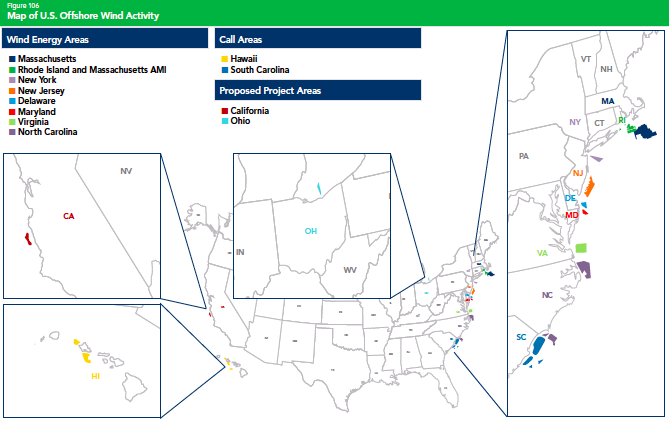 Figure 106
Map of U.S. Offshore Wind Activity
Wind Energy Areas
Massachusetts
Rhode Island and Massachusetts AMI
New York
New Jersey
Delaware
Maryland
Virginia
North Carolina
Call Areas
Hawaii
South Carolina
Proposed Project Areas
California
Ohio
NV
CA
HI
OH
IN
WV
VT
NH
MA
NY
CT
RI
PA
NJ
DE
MD
VA
NC
SC